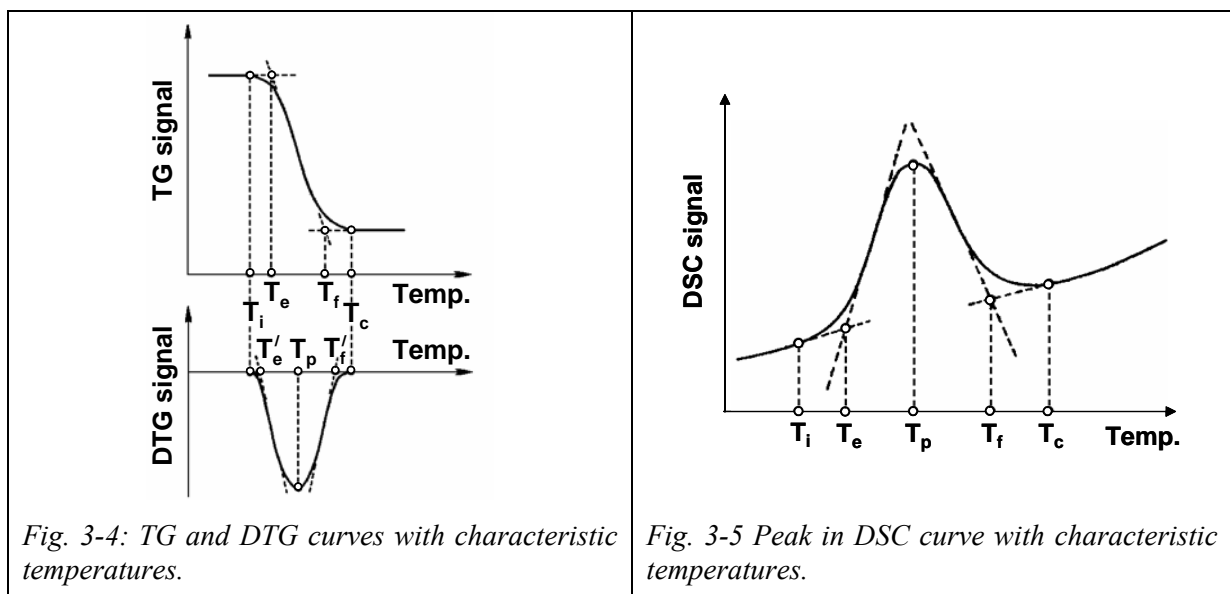 TG signal
T_e
T_f
Temp.
T_i
T_c
T_e′
T_p
T_f′
Temp.
DTG signal
Fig. 3-4: TG and DTG curves with characteristic
temperatures.
DSC signal
T_i
T_e
T_p
T_f
T_c
Temp.
Fig. 3-5 Peak in DSC curve with characteristic
temperatures.